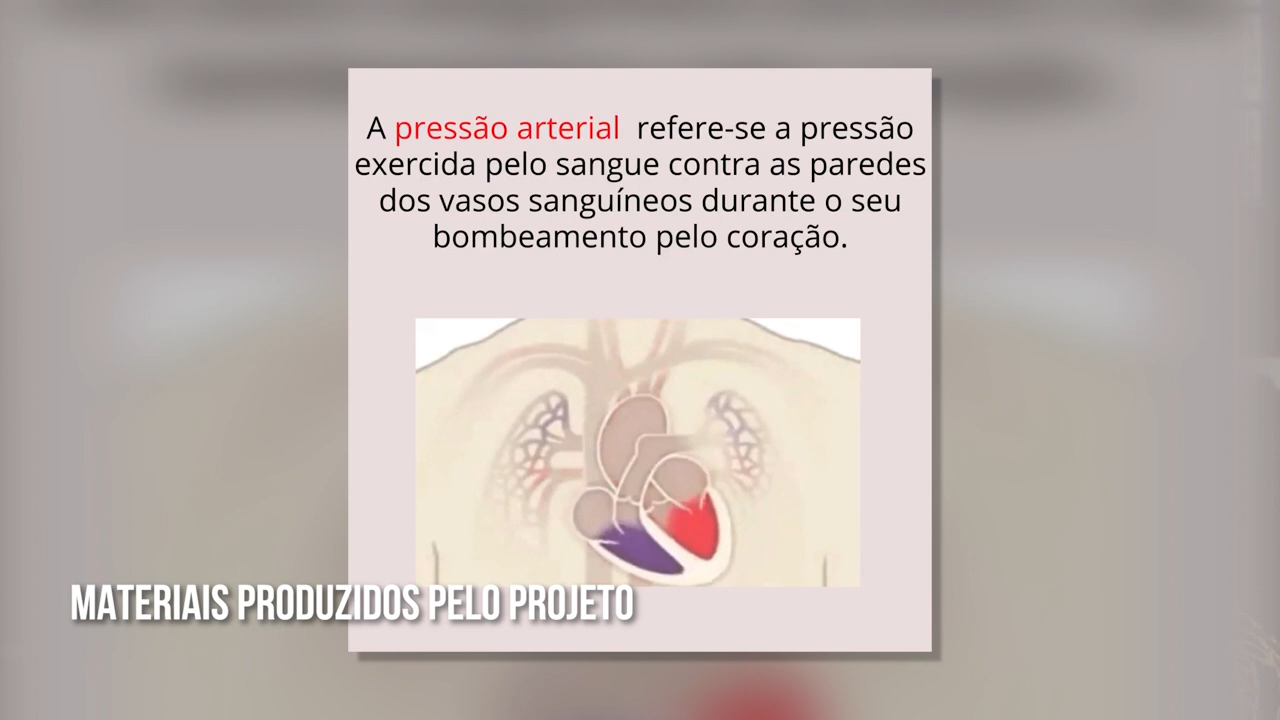 A pressão arterial refere-se a pressão
exercida pelo sangue contra as paredes
dos vasos sanguíneos durante o seu
bombeamento pelo coração.
MATERIAIS PRODUZIDOS PELO PROJETO